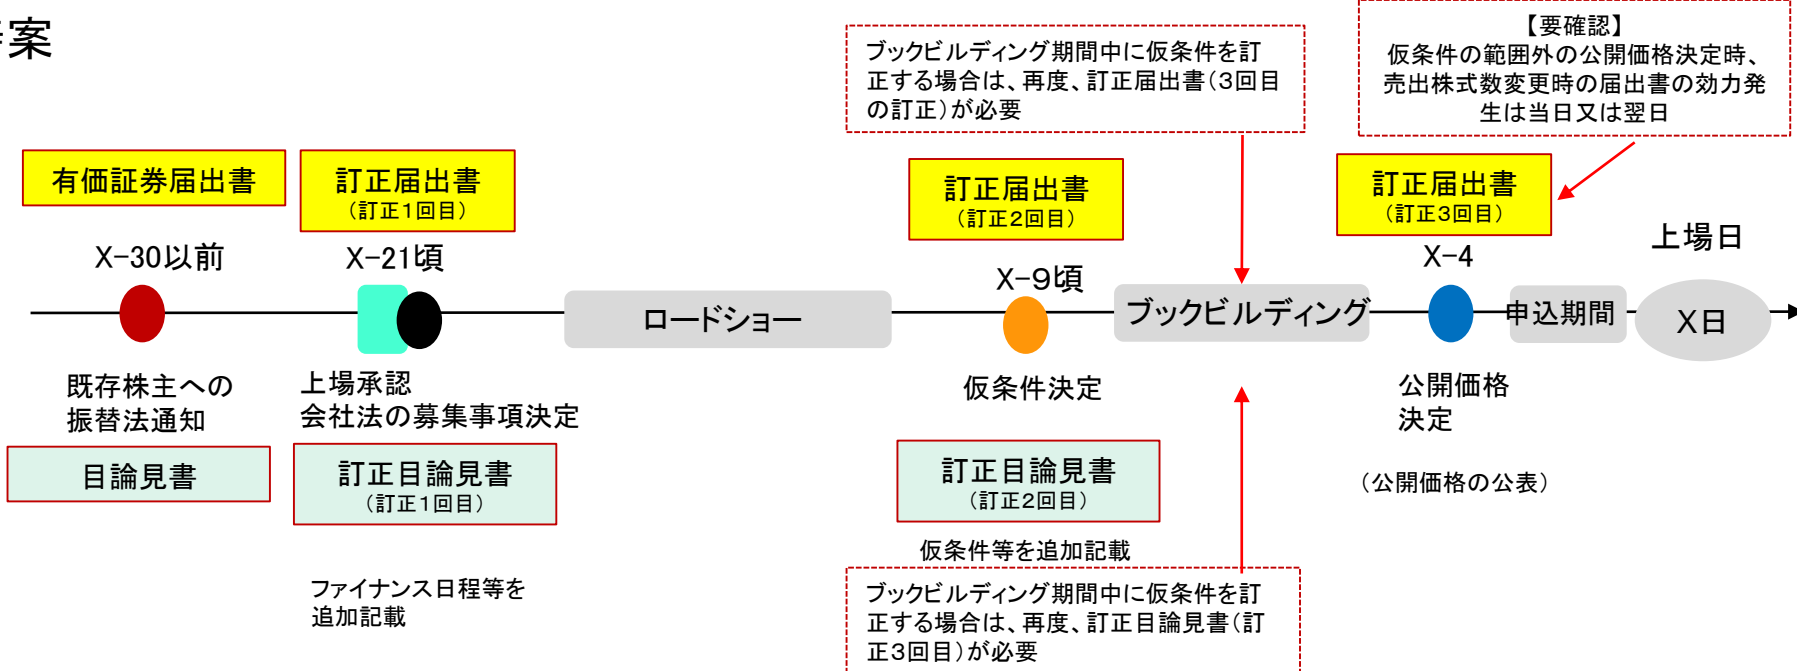 案
ブックビルディング期間中に仮条件を訂
正する場合は、再度、訂正届出書（3回目
の訂正）が必要
【要確認】
仮条件の範囲外の公開価格決定時、
売出株式数変更時の届出書の効力発
生は当日又は翌日
有価証券届出書
訂正届出書
（訂正1回目）
訂正届出書
（訂正2回目）
訂正届出書
（訂正3回目）
X-30以前
X-21頃
X-9頃
X-4
上場日
ロードショー
ブックビルディング
申込期間
X日
既存株主への
振替法通知
上場承認
会社法の募集事項決定
仮条件決定
公開価格
決定
目論見書
訂正目論見書
（訂正1回目）
訂正目論見書
（訂正2回目）
（公開価格の公表）
仮条件等を追加記載
ファイナンス日程等を
追加記載
ブックビルディング期間中に仮条件を訂
正する場合は、再度、訂正目論見書（訂
正3回目）が必要